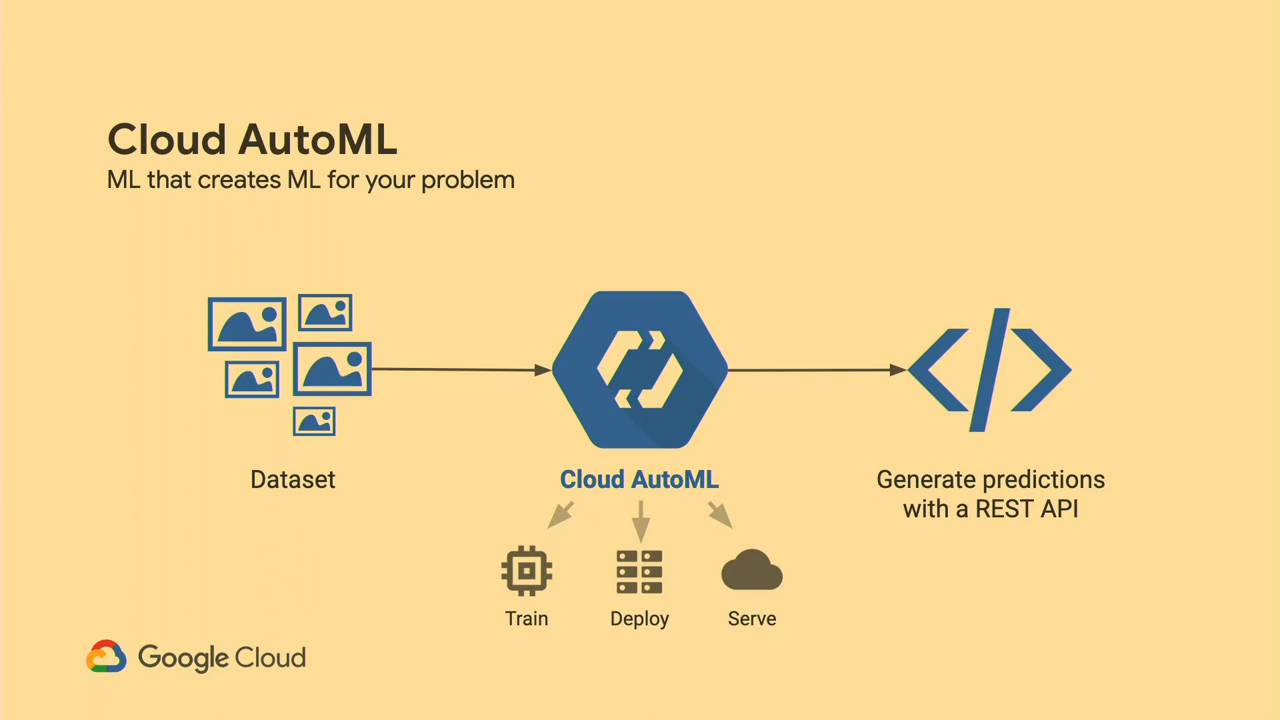 Cloud AutoML
ML that creates ML for your problem
Dataset
Cloud AutoML
Generate predictions
with a REST API
Train
Deploy
Serve
Google Cloud